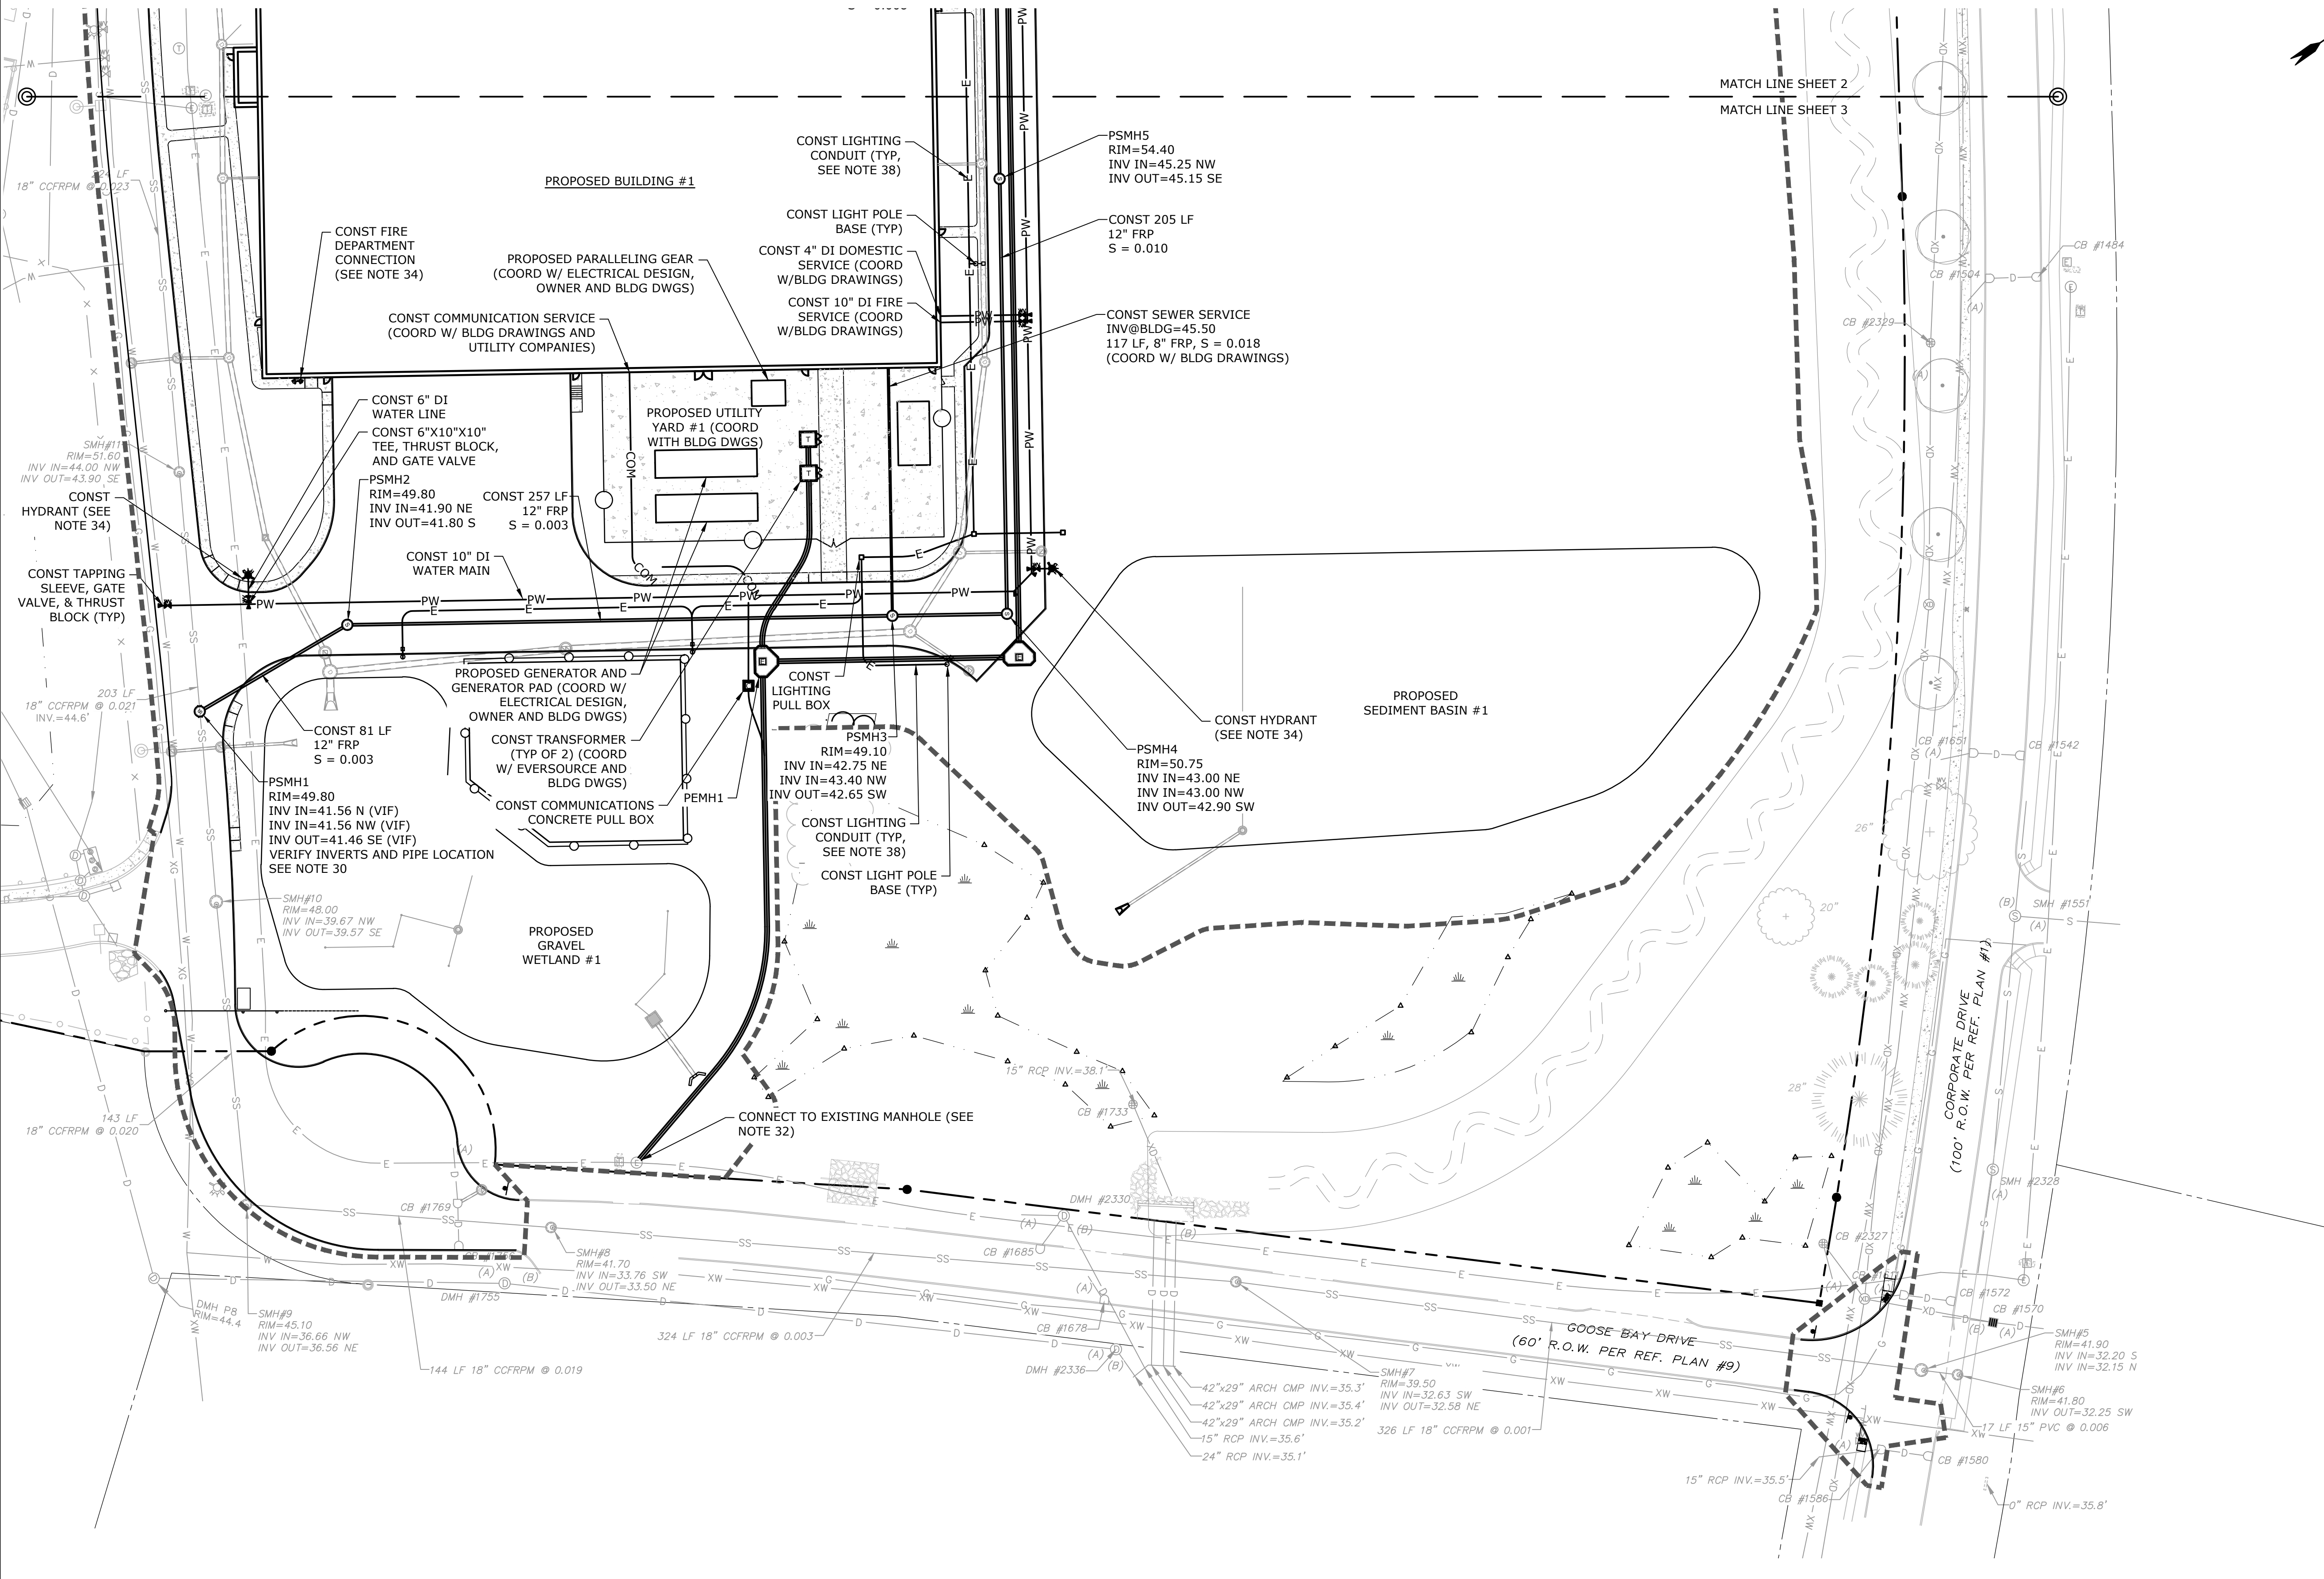 MATCH LINE SHEET 2
MATCH LINE SHEET 3
PROPOSED BUILDING #1
CONST LIGHTING
CONDUIT (TYP,
SEE NOTE 38)
PSMH5
RIM=54.40
INV IN=45.25 NW
INV OUT=45.15 SE
18" CCFRPM @ 0.023
CONST FIRE
DEPARTMENT
CONNECTION
(SEE NOTE 34)
PROPOSED PARALLELING GEAR
(COORD W/ ELECTRICAL DESIGN,
OWNER AND BLDG DWGS)
CONST LIGHT POLE
BASE (TYP)
CONST 4" DI DOMESTIC
SERVICE (COORD
W/BLDG DRAWINGS)
CONST 10" DI FIRE
SERVICE (COORD
W/BLDG DRAWINGS)
CONST 205 LF
12" FRP
S = 0.010
CONST SEWER SERVICE
INV@BLDG=45.50
117 LF, 8" FRP, S = 0.018
(COORD W/ BLDG DRAWINGS)
CB #1484
CB #1504
(A)
CB #2329
(A)
CONST COMMUNICATION SERVICE
(COORD W/ BLDG DRAWINGS AND
UTILITY COMPANIES)
CONST 6" DI
WATER LINE
CONST 6"X10"X10"
TEE, THRUST BLOCK,
AND GATE VALVE
PROPOSED UTILITY
YARD #1 (COORD
WITH BLDG DWGS)
SMH#11
RIM=51.60
INV IN=44.00 NW
INV OUT=43.90 SE
CONST
HYDRANT (SEE
NOTE 34)
PSMH2
RIM=49.80
INV IN=41.90 NE
INV OUT=41.80 S
CONST 257 LF
12" FRP
S = 0.003
CONST 10" DI
WATER MAIN
CONST TAPPING
SLEEVE, GATE
VALVE, & THRUST
BLOCK (TYP)
203 LF
18" CCFRPM @ 0.021
INV.=44.6'
CONST 81 LF
12" FRP
S = 0.003
PSMH1
RIM=49.80
INV IN=41.56 N (VIF)
INV IN=41.56 NW (VIF)
INV OUT=41.46 SE (VIF)
VERIFY INVERTS AND PIPE LOCATION
SEE NOTE 30
PROPOSED GENERATOR AND
GENERATOR PAD (COORD W/
ELECTRICAL DESIGN,
OWNER AND BLDG DWGS)
CONST TRANSFORMER
(TYP OF 2) (COORD
W/ EVERSOURCE AND
BLDG DWGS)
CONST COMMUNICATIONS
CONCRETE PULL BOX
PEMH1
CONST
LIGHTING
PULL BOX
PSMH3
RIM=49.10
INV IN=42.75 NE
INV IN=43.40 NW
INV OUT=42.65 SW
CONST LIGHTING
CONDUIT (TYP,
SEE NOTE 38)
CONST LIGHT POLE
BASE (TYP)
CONST HYDRANT
(SEE NOTE 34)
PSMH4
RIM=50.75
INV IN=43.00 NE
INV IN=43.00 NW
INV OUT=42.90 SW
PROPOSED
SEDIMENT BASIN #1
CB #1651
(A)
CB #1542
26"
20"
28"
(B)
SMH #1551
(A)
SMH#10
RIM=48.00
INV IN=39.67 NW
INV OUT=39.57 SE
PROPOSED
GRAVEL
WETLAND #1
15" RCP INV.=38.1'
CB #1733
CONNECT TO EXISTING MANHOLE (SEE
NOTE 32)
143 LF
18" CCFRPM @ 0.020
CORPORATE DRIVE
(100' R.O.W. PER REF. PLAN #1)
SMH #2328
(A)
(A)
CB #1769
(A)
(B)
SMH#8
RIM=41.70
INV IN=33.76 SW
INV OUT=33.50 NE
DMH #1755
DMH P8
RIM=44.4
SMH#9
RIM=45.10
INV IN=36.66 NW
INV OUT=36.56 NE
144 LF 18" CCFRPM @ 0.019
324 LF 18" CCFRPM @ 0.003
DMH #2330
(A)
(B)
(B)
CB #1685
(A)
CB #1678
DMH #2336
(A)
(B)
42"x29" ARCH CMP INV.=35.3'
42"x29" ARCH CMP INV.=35.4'
42"x29" ARCH CMP INV.=35.2'
15" RCP INV.=35.6'
24" RCP INV.=35.1'
SMH#7
RIM=39.50
INV IN=32.63 SW
INV OUT=32.58 NE
326 LF 18" CCFRPM @ 0.001
GOOSE BAY DRIVE
(60' R.O.W. PER REF. PLAN #9)
CB #2327
(A)
CB #1572
CB #1570
(B)
(A)
SMH#5
RIM=41.90
INV IN=32.20 S
INV IN=32.15 N
SMH#6
RIM=41.80
INV OUT=32.25 SW
17 LF 15" PVC @ 0.006
CB #1580
(A)
15" RCP INV.=35.5'
CB #1586
0" RCP INV.=35.8'